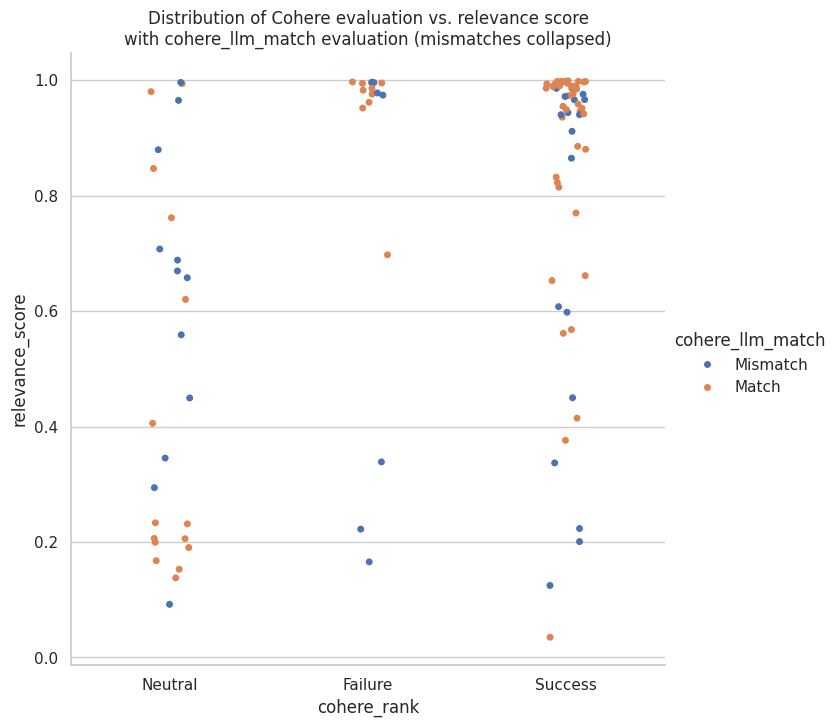 Distribution of Cohere evaluation vs. relevance score
with cohere_llm_match evaluation (mismatches collapsed)
1.0
0.8
0.6
0.4
0.2
0.0
relevance_score
Neutral
Failure
Success
cohere_rank
cohere_llm_match
Mismatch
Match